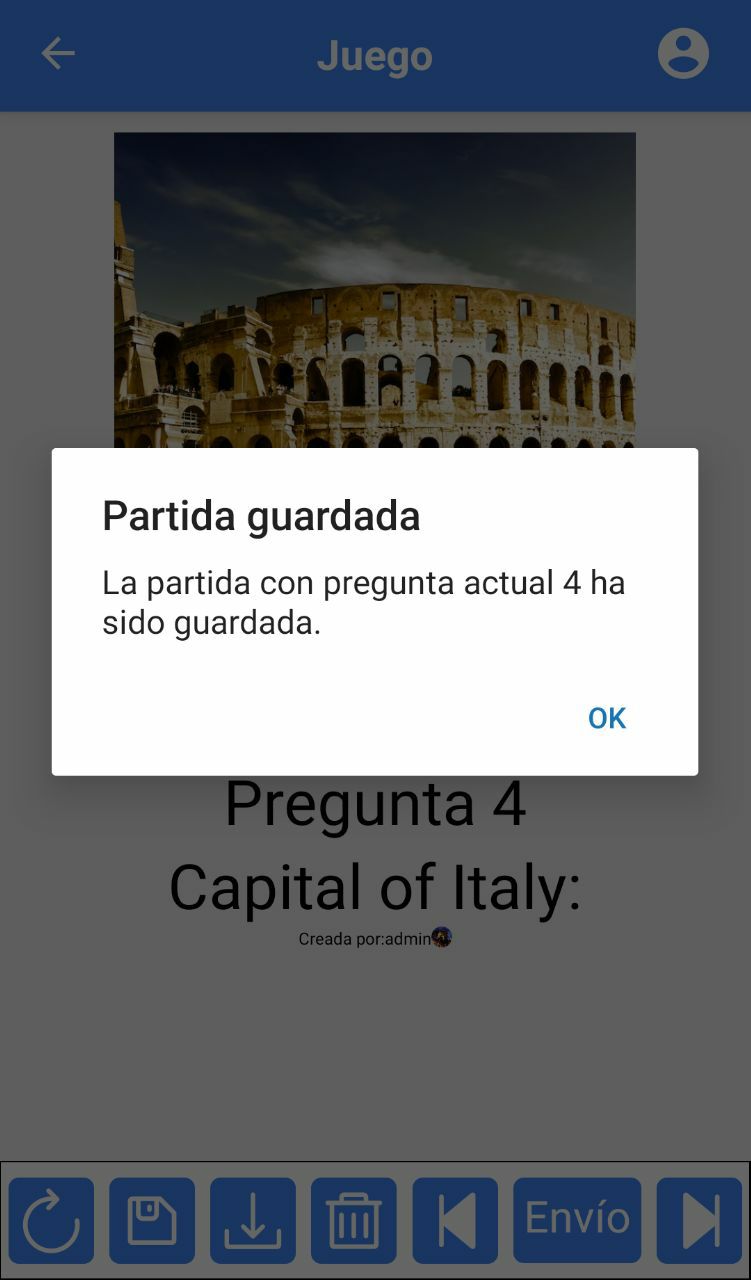 Juego
Partida guardada
La partida con pregunta actual 4 ha
sido guardada.
OK
Pregunta 4
Capital of Italy:
Creada por:admin
Envío